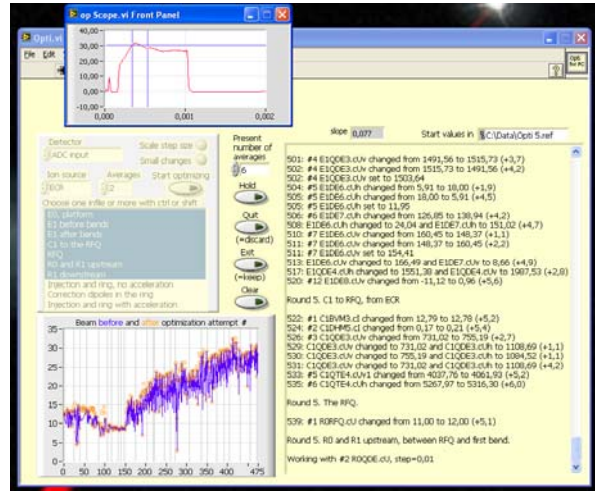 op Scope.vi Front Panel
40,00
30,00
20,00
10,00
0,00
-10,00
0,000
0,001
0,002
Opti.vi
File Edit
Opti for PC
slope 0,077
Start values in C:\Data\Opti 5.ref
Detector
ADC input
Scale step size
Small changes
Ion source
Averages
Start optimizing
ECR
12
Choose one infile or more with ctrl or shift
E0, platform
E1 before bends
E1 after bends
C1 to the RFQ
RFQ
R0 and R1 upstream
R1 downstream
Injection and ring, no acceleration
Correction dipoles in the ring
Injection and ring with acceleration
Present number of averages
6
Hold
Quit
(=discard)
Exit
(=keep)
Clear
Beam before and after optimization attempt #
35
30
25
20
15
10
5
0
0 50 100 150 200 250 300 350 400 475
501: #4 E1QDE3.cUv changed from 1491,56 to 1515,73 (+3,7)
502: #4 E1QDE3.cUv changed from 1515,73 to 1491,56 (+4,2)
502: #4 E1QDE3.cUv set to 1503,64
504: #5 E1DE6.cUh changed from 5,91 to 18,00 (+1,9)
505: #5 E1DE6.cUh changed from 18,00 to 5,91 (+4,5)
505: #5 E1DE6.cUh set to 11,95
506: #6 E1DE7.cUh changed from 126,85 to 138,94 (+4,2)
508: E1DE6.cUh changed to 24,04 and E1DE7.cUh to 151,02 (+4,7)
510: #7 E1DE6.cUv changed from 160,45 to 148,37 (+1,1)
511: #7 E1DE6.cUv changed from 148,37 to 160,45 (+2,2)
511: #7 E1DE6.cUv set to 154,41
513: E1DE6.cUv changed to 166,49 and E1DE7.cUv to 8,66 (+4,9)
517: E1QDE4.cUh changed to 1551,38 and E1QDE4.cUv to 1987,53 (+2,8)
520: #12 E1DE8.cUv changed from -11,12 to 0,96 (+5,6)
Round 5. C1 to RFQ, from ECR
522: #1 C1BVM3.cI changed from 12,79 to 12,78 (+5,2)
524: #2 C1DHM5.cI changed from 0,17 to 0,21 (+5,4)
526: #3 C1QDE3.cUv changed from 731,02 to 755,19 (+2,7)
529: C1QDE3.cUv changed to 731,02 and C1QDE3.cUh to 1108,69 (+1,1)
530: C1QDE3.cUv changed to 755,19 and C1QDE3.cUh to 1084,52 (+1,1)
531: C1QDE3.cUv changed to 731,02 and C1QDE3.cUh to 1108,69 (+4,2)
533: #5 C1QTE4.cUv1 changed from 4037,76 to 4061,93 (+5,2)
535: #6 C1QTE4.cUh changed from 5267,97 to 5316,30 (+6,0)
Round 5. The RFQ.
539: #1 R0RFQ.cU changed from 11,00 to 12,00 (+5,1)
Round 5. R0 and R1 upstream, between RFQ and first bend.
Working with #2 R0QDE.cU, step=0,01